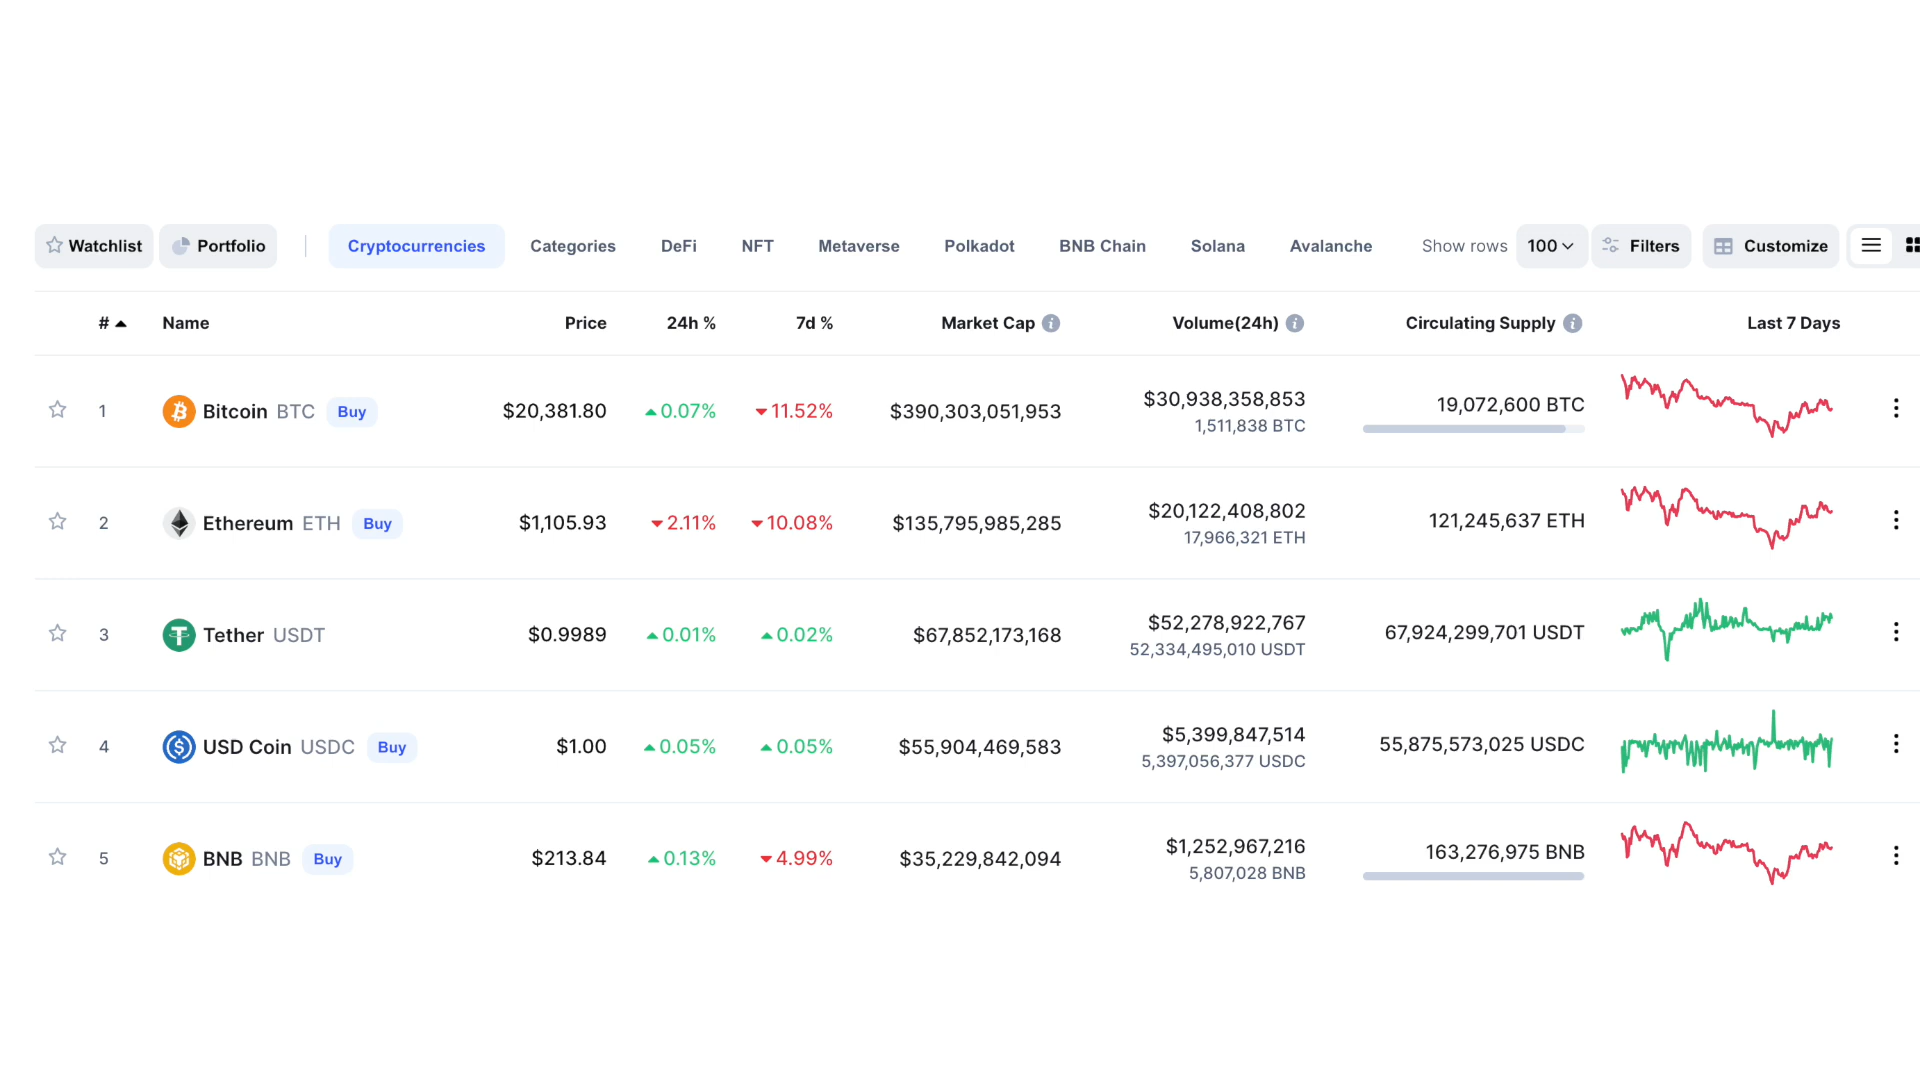 Watchlist Portfolio Cryptocurrencies Categories DeFi NFT Metaverse Polkadot BNB Chain Solana Avalanche Show rows 100 Filters Customize
# Name Price 24h % 7d % Market Cap Volume(24h) Circulating Supply Last 7 Days
1 Bitcoin BTC Buy $20,381.80 0.07% 11.52% $390,303,051,953 $30,938,358,853 19,072,600 BTC
1,511,838 BTC
2 Ethereum ETH Buy $1,105.93 2.11% 10.08% $135,795,985,285 $20,122,408,802 121,245,637 ETH
17,966,321 ETH
3 Tether USDT $0.9989 0.01% 0.02% $67,852,173,168 $52,278,922,767 67,924,299,701 USDT
52,334,495,010 USDT
4 USD Coin USDC Buy $1.00 0.05% 0.05% $55,904,469,583 $5,399,847,514 55,875,573,025 USDC
5,397,056,377 USDC
5 BNB BNB Buy $213.84 0.13% 4.99% $35,229,842,094 $1,252,967,216 163,276,975 BNB
5,807,028 BNB